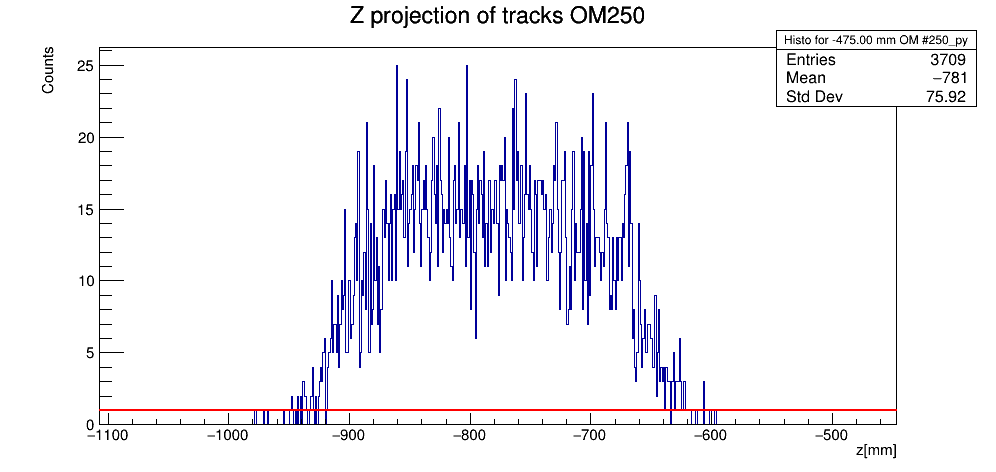 Z projection of tracks OM250
Histo for -475.00 mm OM #250_py
Entries 3709
Mean −781
Std Dev 75.92
Counts
25
20
15
10
5
0
−1100 −1000 −900 −800 −700 −600 −500
z[mm]